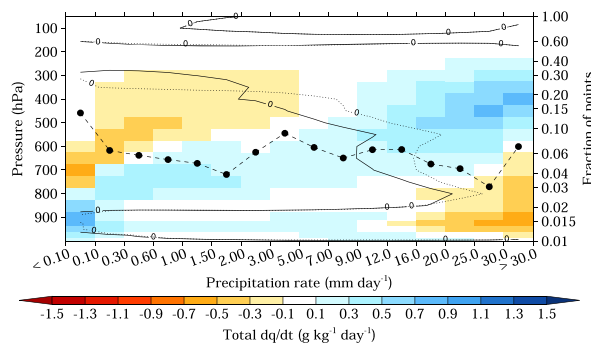 Pressure (hPa)
100
200
300
400
500
600
700
800
900
0 0
0 0 0
0 0 0
0 0
1.00
0.60
0.40
0.20
0.15
0.10
0.06
0.04
0.03
0.02
0.015
0.01
Fraction of points
< 0.10 0.10 0.30 0.60 1.00 1.50 2.00 3.00 5.00 7.00 9.00 12.0 16.0 20.0 25.0 30.0 > 30.0
Precipitation rate (mm day⁻¹)
-1.5 -1.3 -1.1 -0.9 -0.7 -0.5 -0.3 -0.1 0.1 0.3 0.5 0.7 0.9 1.1 1.3 1.5
Total dq/dt (g kg⁻¹ day⁻¹)